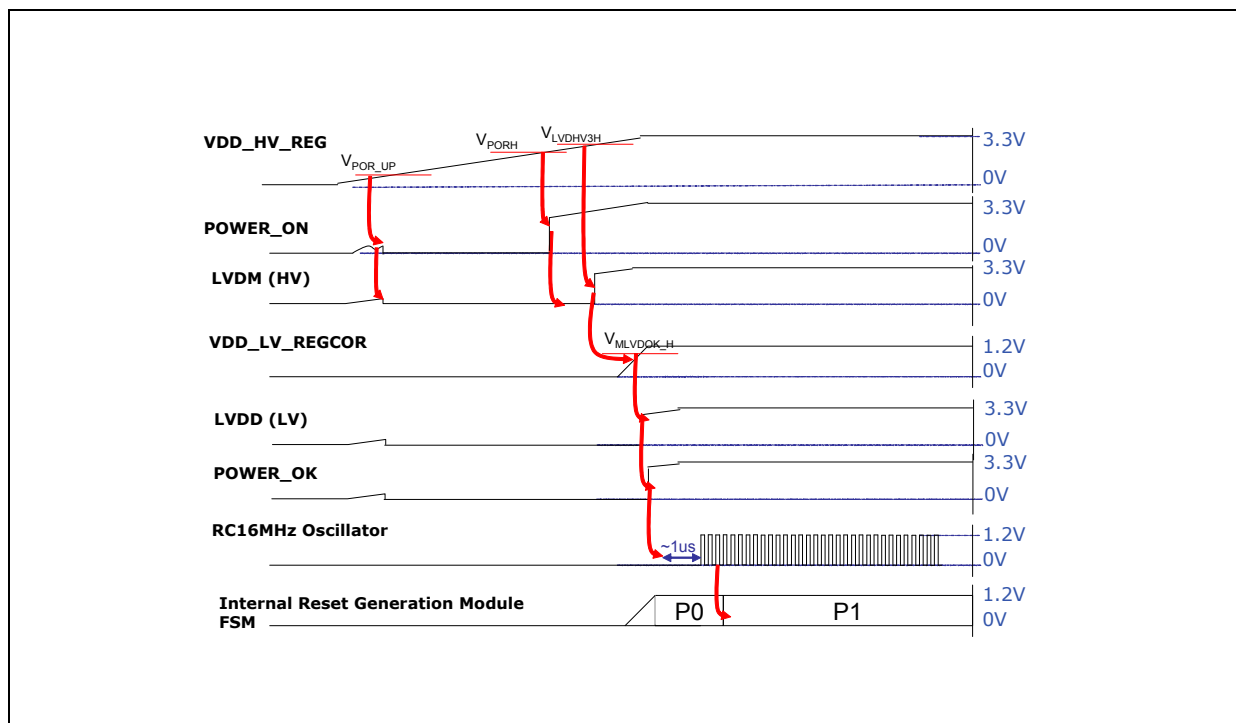 VDD_HV_REG
V_POR_UP
V_PORH
V_LVDHV3H
3.3V
0V
POWER_ON
3.3V
0V
LVDM (HV)
3.3V
0V
VDD_LV_REGCOR
V_MLVDOK_H
1.2V
0V
LVDD (LV)
3.3V
0V
POWER_OK
3.3V
0V
RC16MHz Oscillator
~1us
1.2V
0V
Internal Reset Generation Module
FSM
P0
P1
1.2V
0V